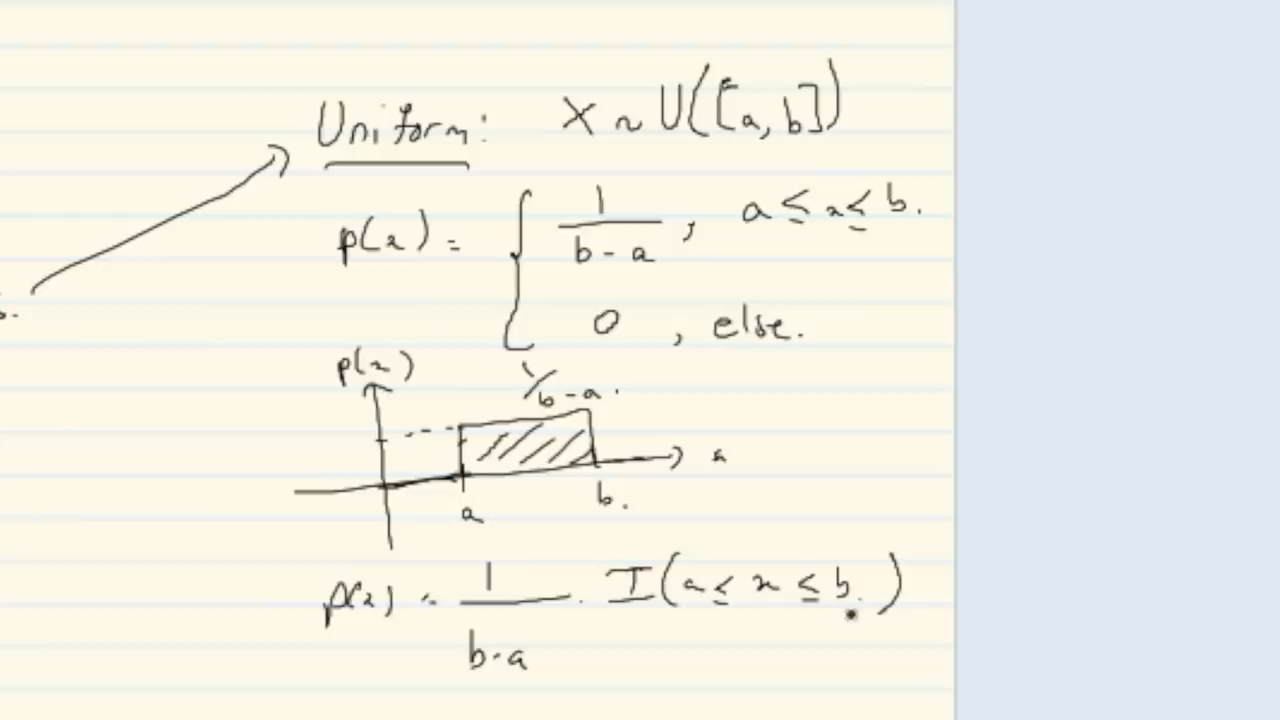 Uniform: X ~ U([a, b])
p(x) = { 1/(b - a), a ≤ x ≤ b.
0, else.
p(x)
1/b-a.
x
a b.
p(x) = 1/(b-a) . I(a ≤ x ≤ b.)